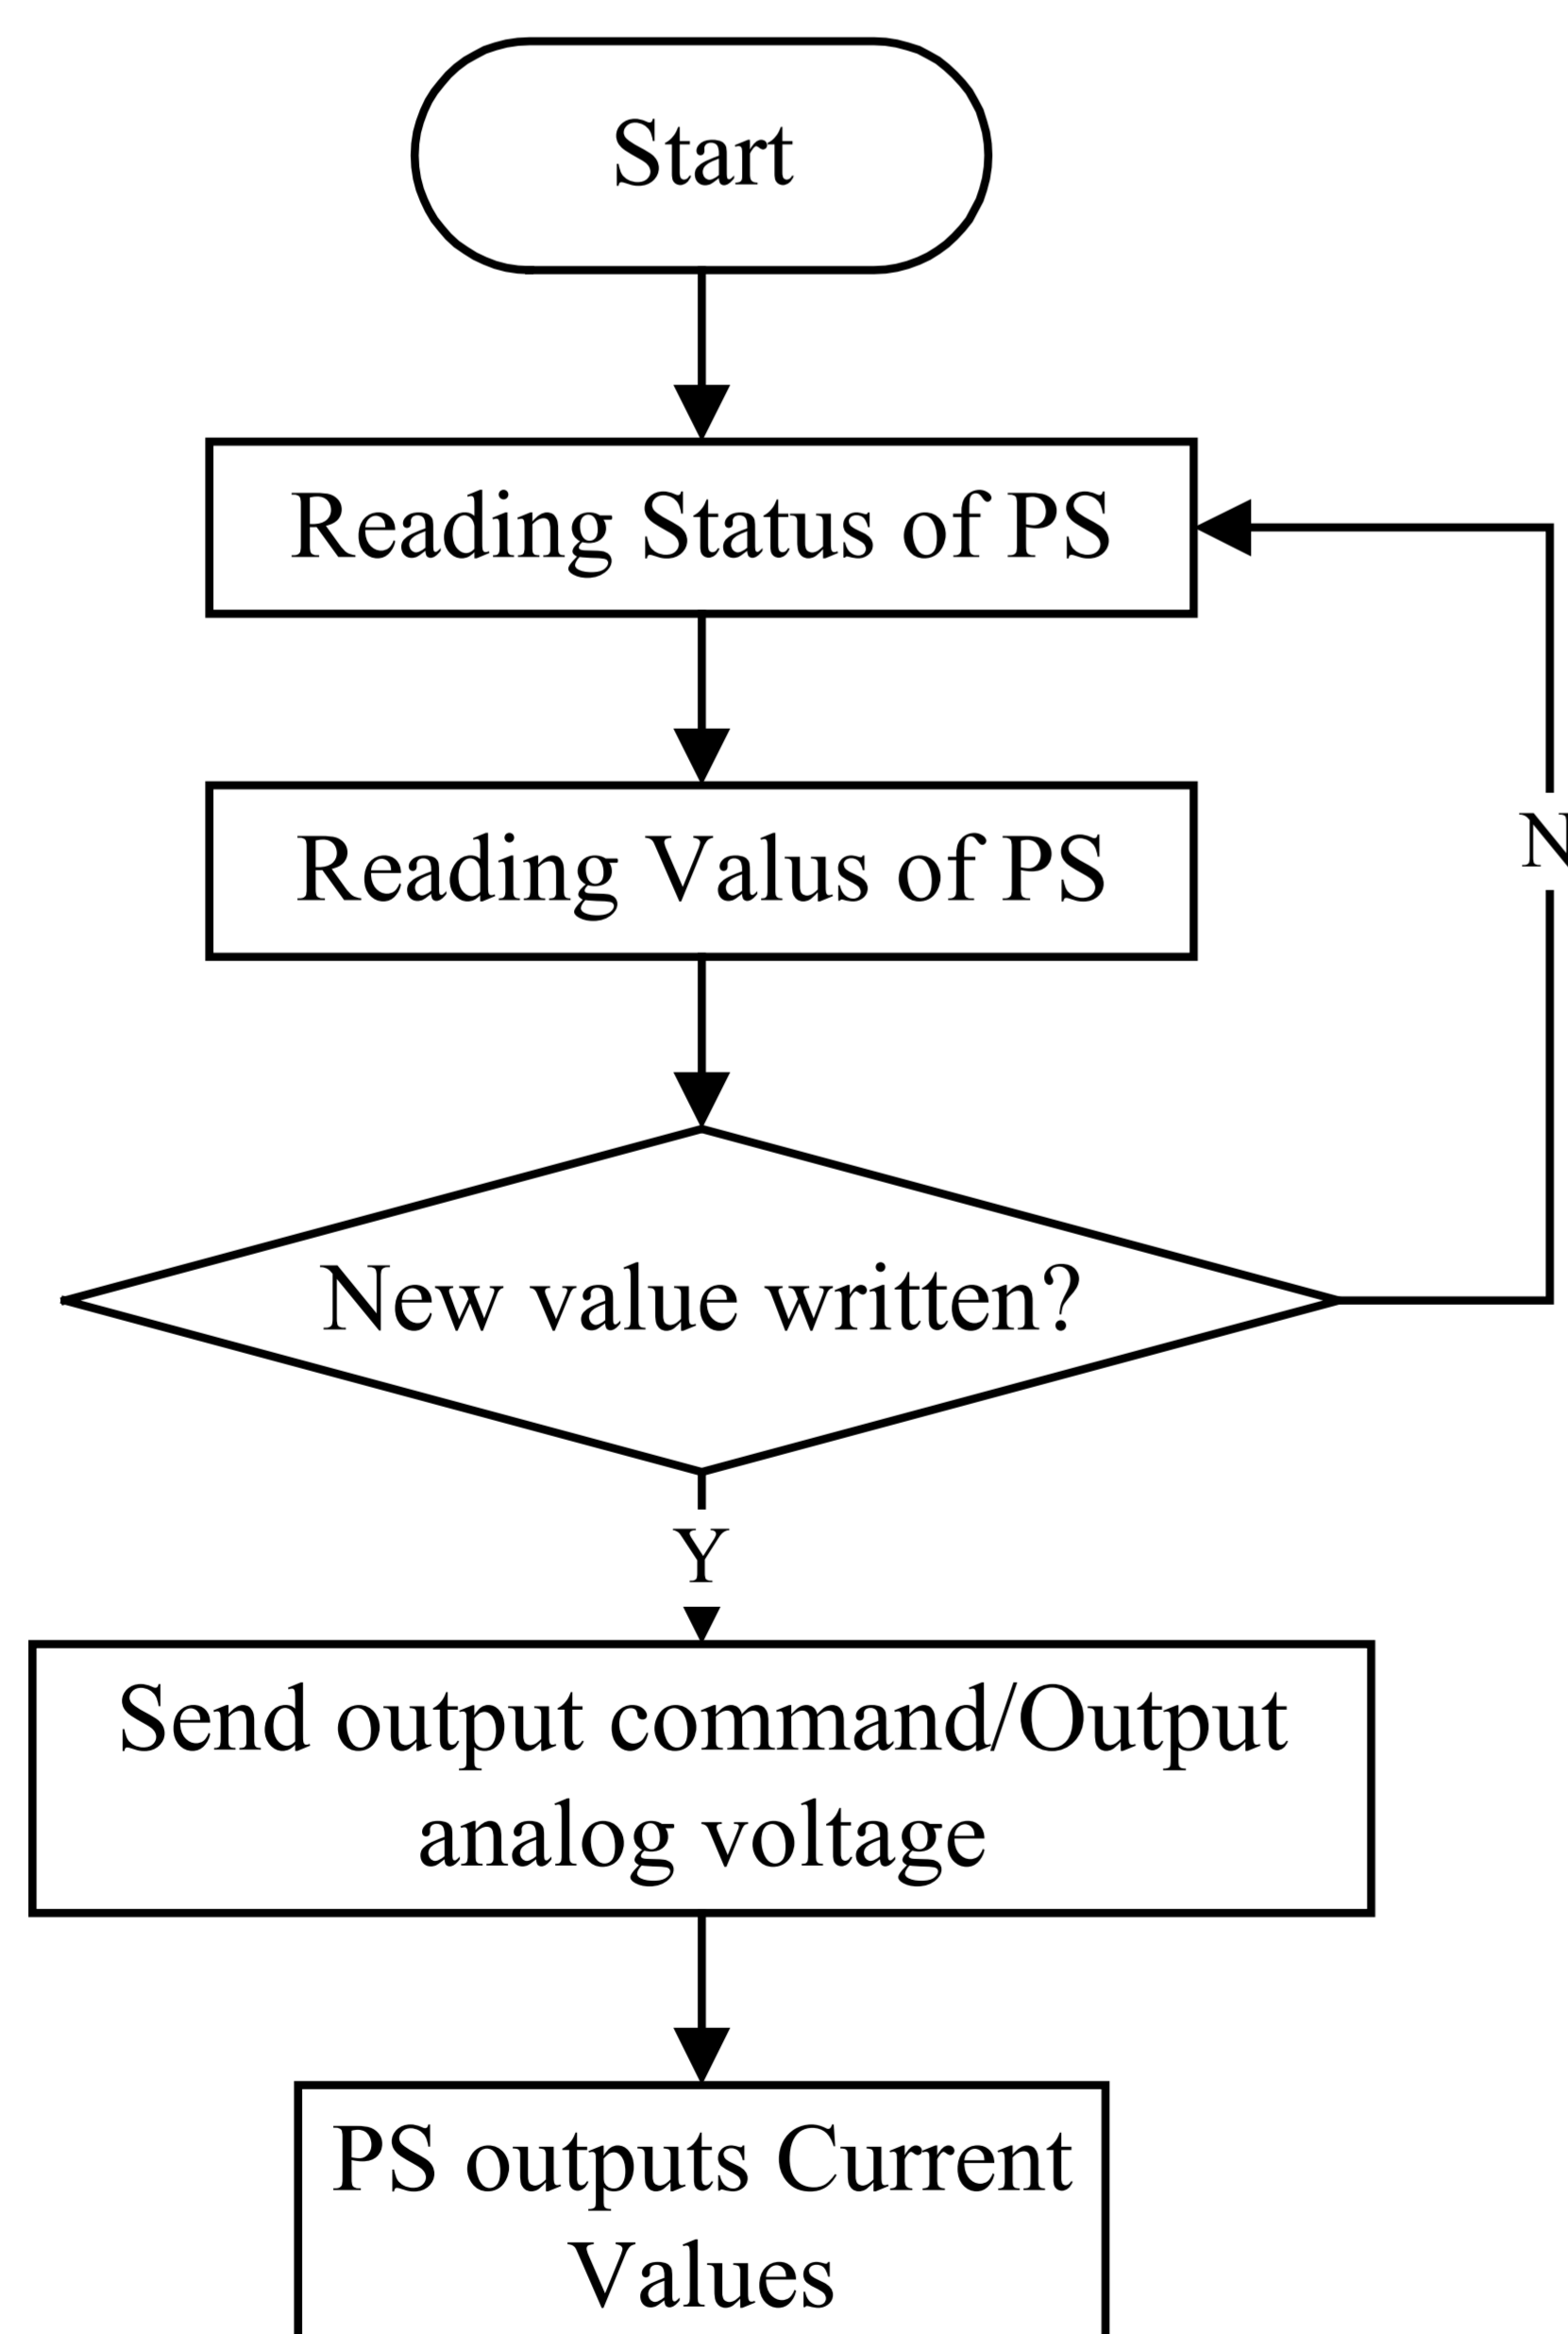 Start
Reading Status of PS
Reading Valus of PS
N
New value written?
Y
Send output command/Output
analog voltage
PS outputs Current
Values